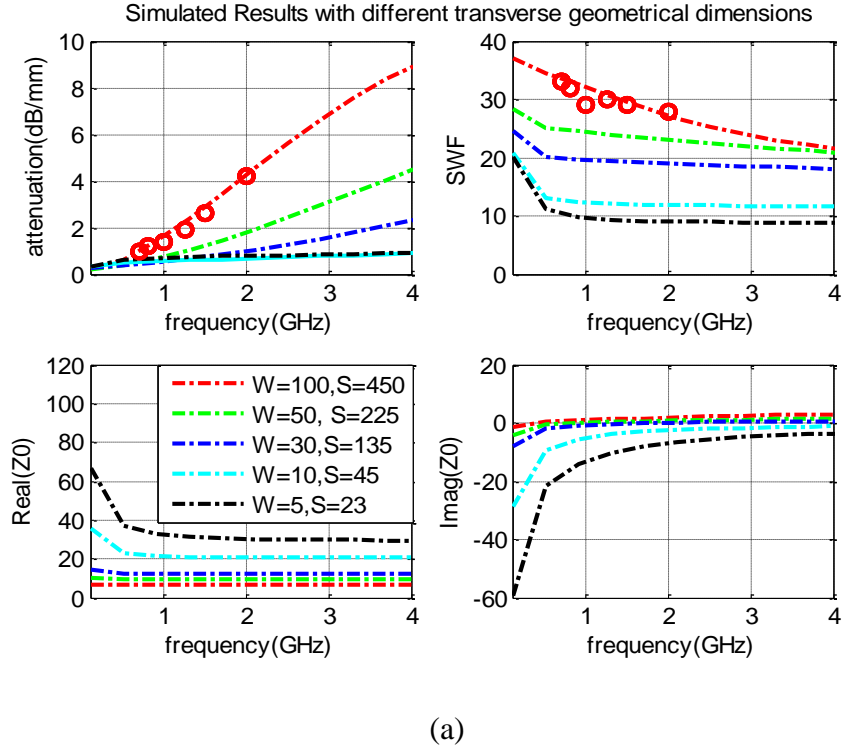 Simulated Results with different transverse geometrical dimensions
attenuation(dB/mm)
10
8
6
4
2
0
1
2
3
4
frequency(GHz)
SWF
40
30
20
10
0
1
2
3
4
frequency(GHz)
Real(Z0)
120
100
80
60
40
20
0
W=100,S=450
W=50, S=225
W=30,S=135
W=10,S=45
W=5,S=23
1
2
3
4
frequency(GHz)
Imag(Z0)
20
0
-20
-40
-60
1
2
3
4
frequency(GHz)
(a)